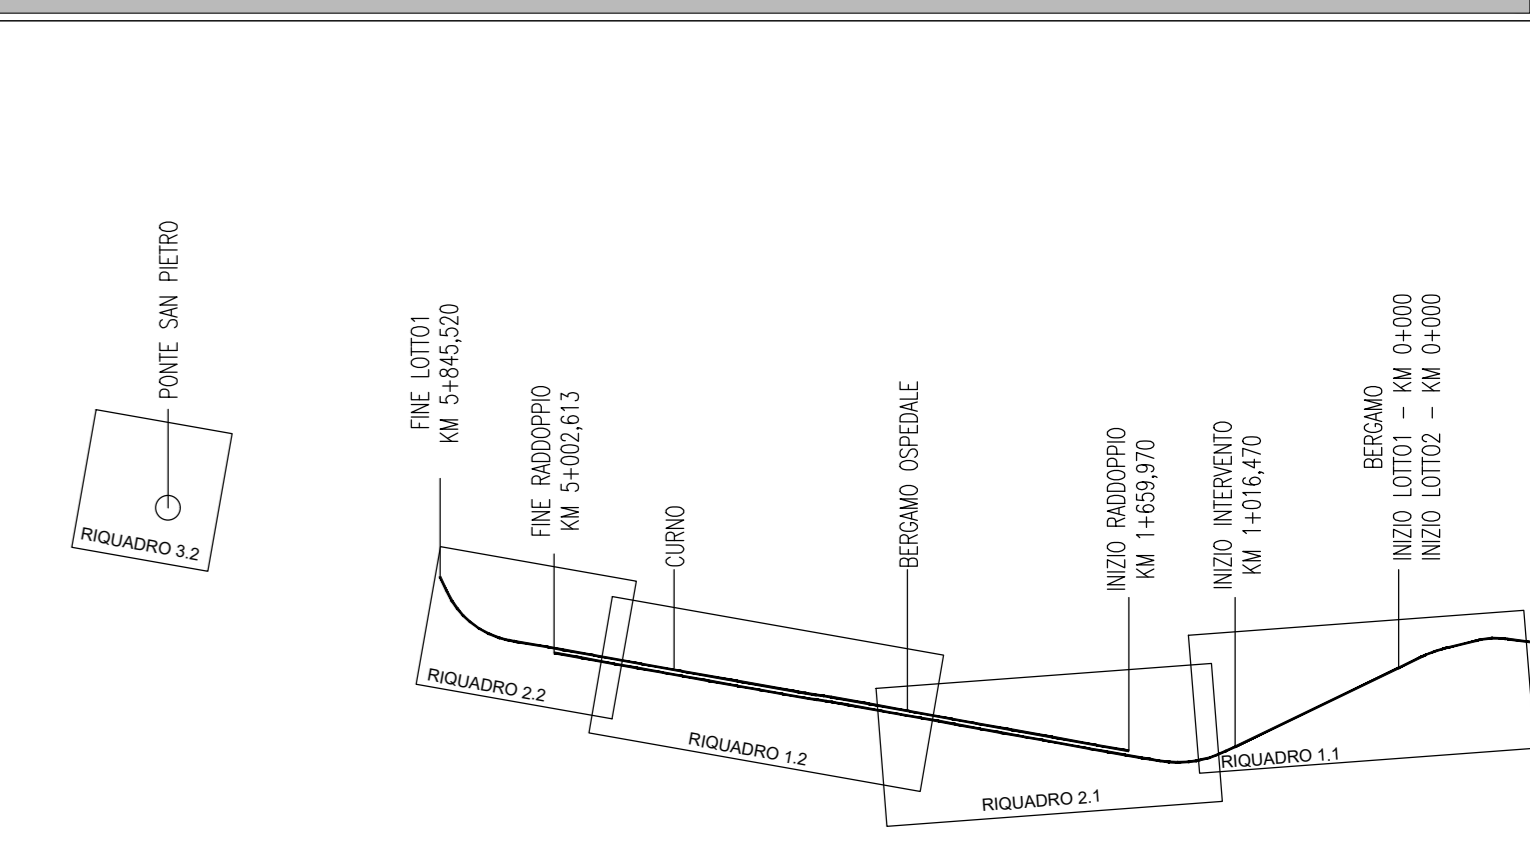 PONTE SAN PIETRO
RIQUADRO 3.2
FINE LOTTO1
KM 5+845,520
FINE RADDOPPIO
KM 5+002,613
CURNO
BERGAMO OSPEDALE
INIZIO RADDOPPIO
KM 1+659,970
INIZIO INTERVENTO
KM 1+016,470
BERGAMO
INIZIO LOTTO1 - KM 0+000
INIZIO LOTTO2 - KM 0+000
RIQUADRO 2.2
RIQUADRO 1.2
RIQUADRO 2.1
RIQUADRO 1.1